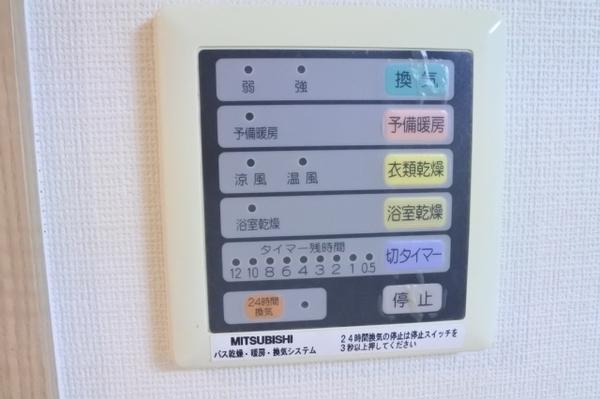 弱 強 換気
予備暖房 予備暖房
涼風 温風 衣類乾燥
浴室乾燥 浴室乾燥
タイマー残時間 切タイマー
12 10 8 6 4 3 2 1 0.5
24時間
換気
停止
MITSUBISHI
バス乾燥・暖房・換気システム
24時間換気の停止は停止スイッチを
3秒以上押してください